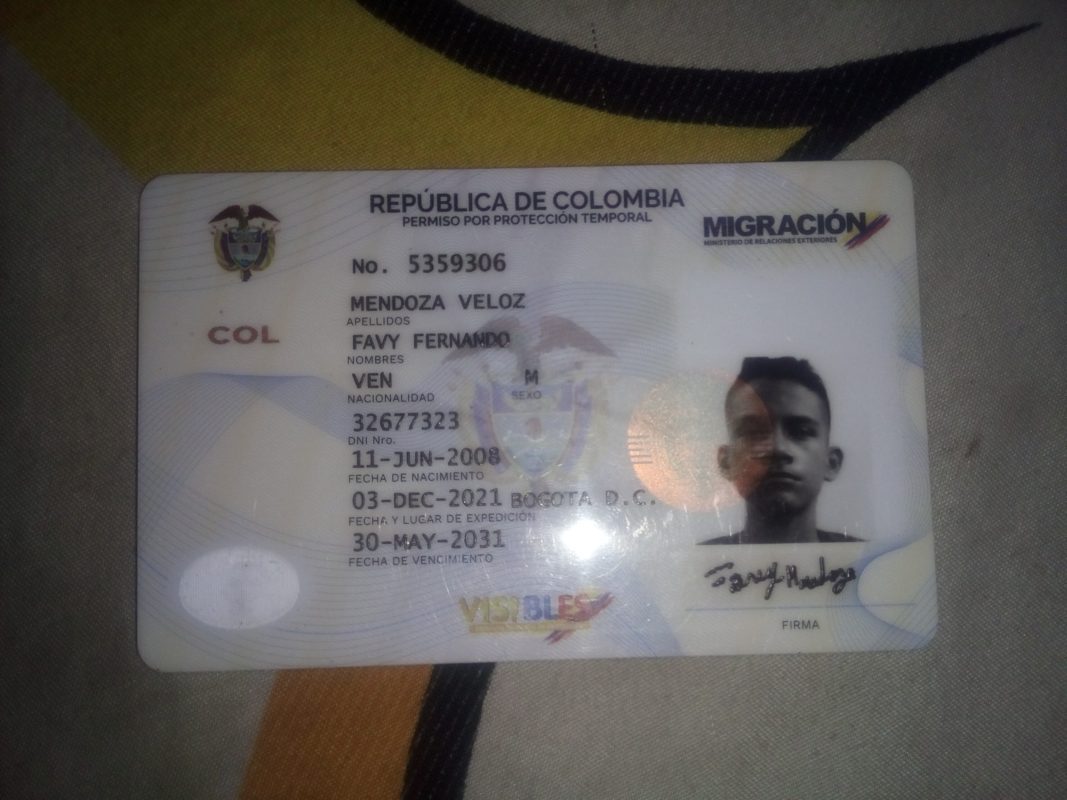 REPÚBLICA DE COLOMBIA
PERMISO POR PROTECCIÓN TEMPORAL
MIGRACIÓN
MINISTERIO DE RELACIONES EXTERIORES
No. 5359306
MENDOZA VELOZ
APELLIDOS
COL
FAVY FERNANDO
NOMBRES
VEN M
NACIONALIDAD SEXO
32677323
DNI Nro.
11-JUN-2008
FECHA DE NACIMIENTO
03-DEC-2021 BOGOTA D.C.
FECHA Y LUGAR DE EXPEDICIÓN
30-MAY-2031
FECHA DE VENCIMIENTO
VISIBLES
Favy Mendoza
FIRMA